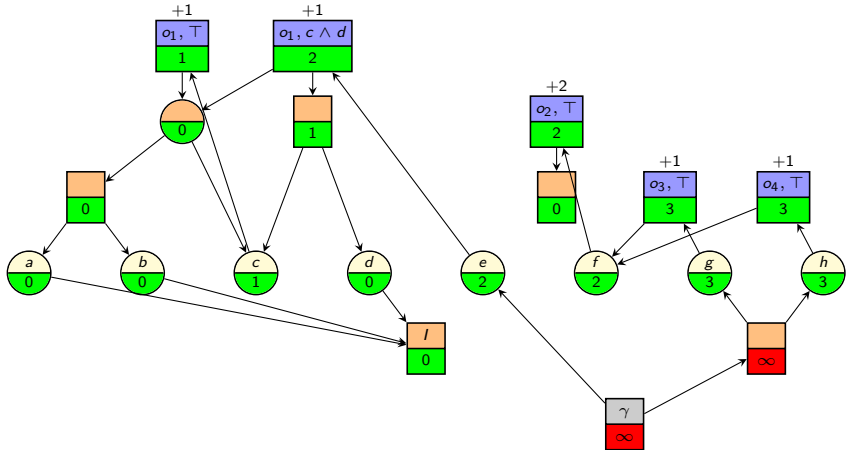 +1 +1
o₁, ⊤ o₁, c ∧ d
1 2
+2
o₂, ⊤
0 1 2
+1 +1
o₃, ⊤ o₄, ⊤
0 0 3 3
a b c d e f g h
0 0 1 0 2 2 3 3
I
0 ∞
γ
∞